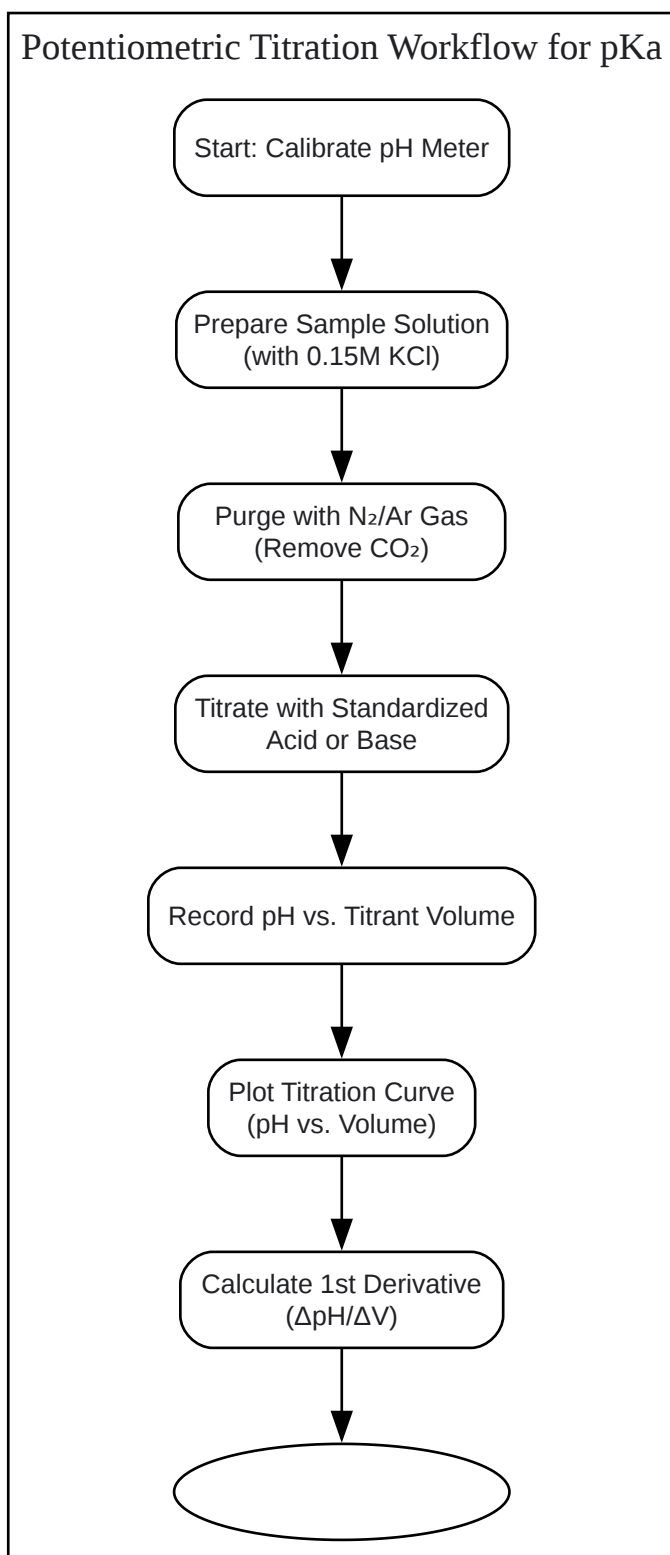 Potentiometric Titration Workflow for pKa
Start: Calibrate pH Meter
Prepare Sample Solution
(with 0.15M KCl)
Purge with N₂/Ar Gas
(Remove CO₂)
Titrate with Standardized
Acid or Base
Record pH vs. Titrant Volume
Plot Titration Curve
(pH vs. Volume)
Calculate 1st Derivative
(ΔpH/ΔV)